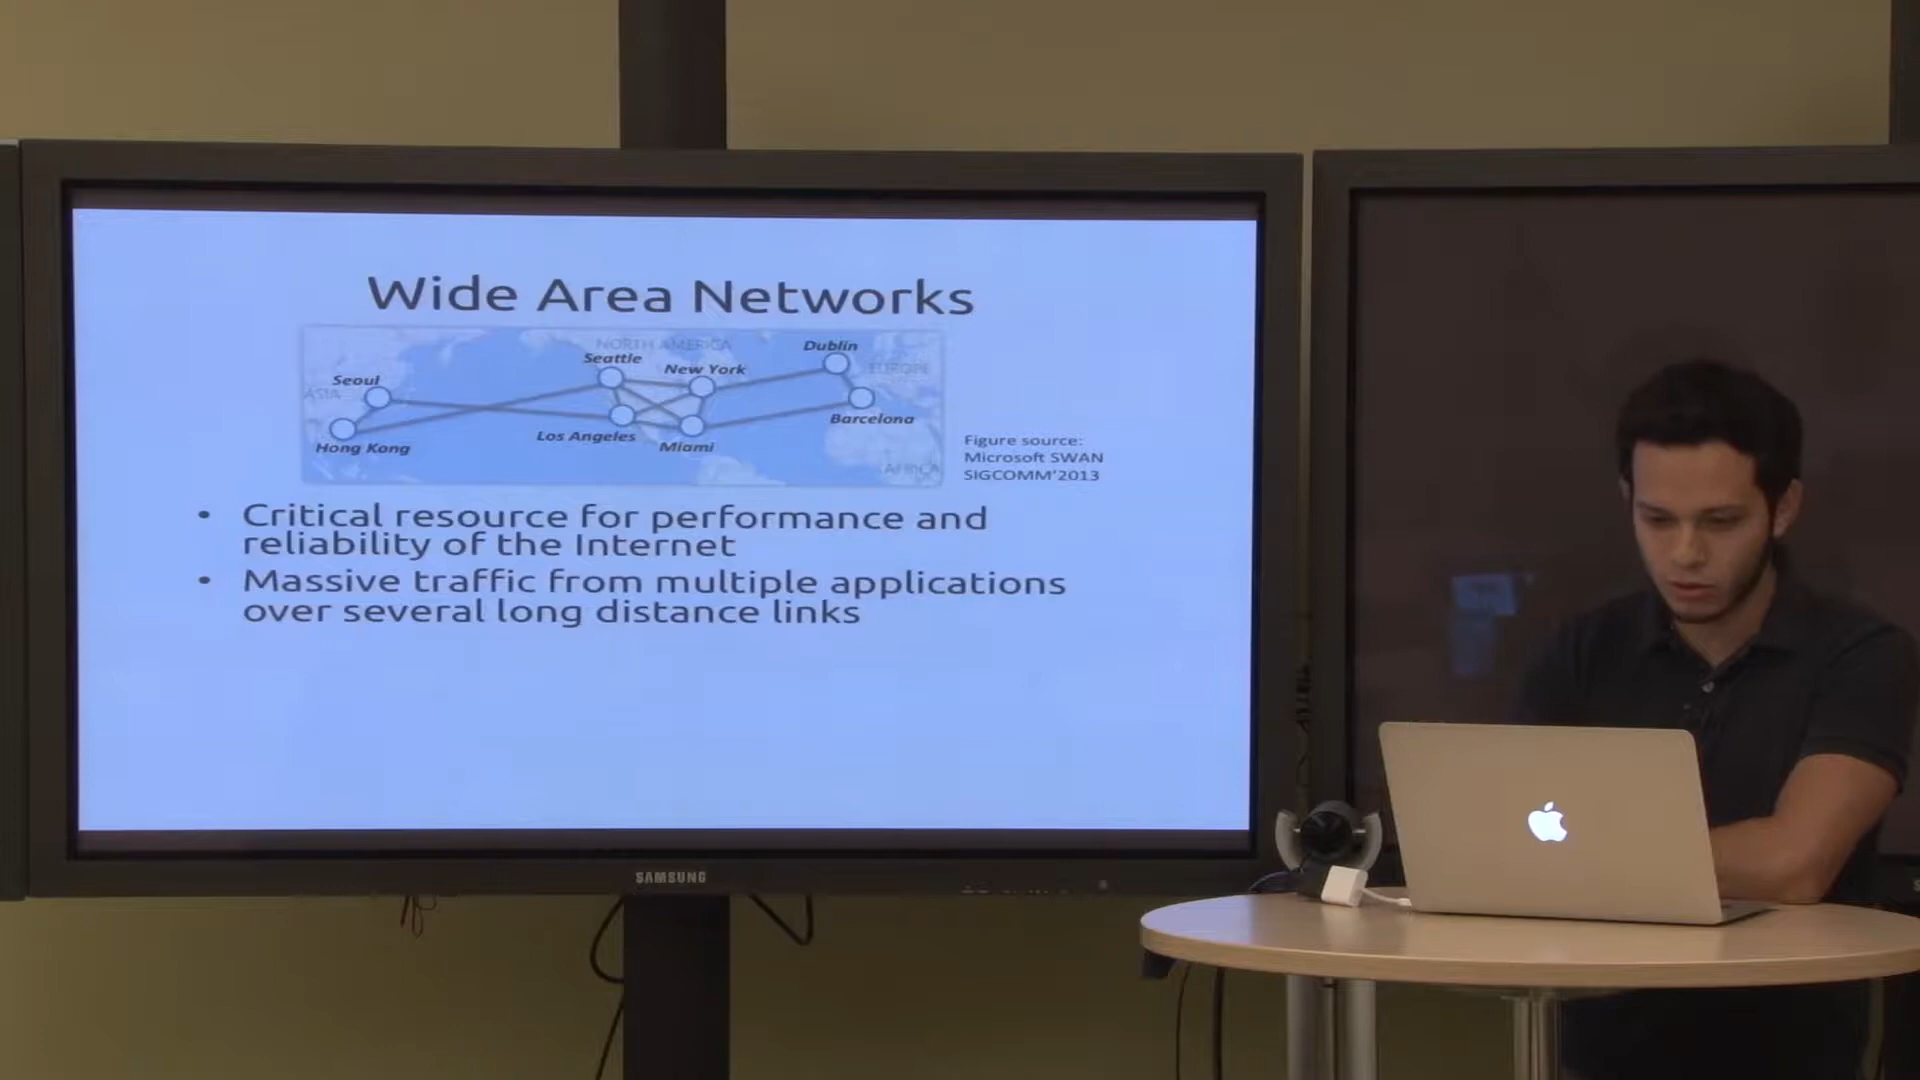 Wide Area Networks
NORTH AMERICA
Seattle
Dublin
New York
EUROPE
Seoul
ASIA
Los Angeles
Barcelona
Hong Kong
Miami
AFRICA
Figure source:
Microsoft SWAN
SIGCOMM'2013
• Critical resource for performance and
reliability of the Internet
• Massive traffic from multiple applications
over several long distance links
SAMSUNG